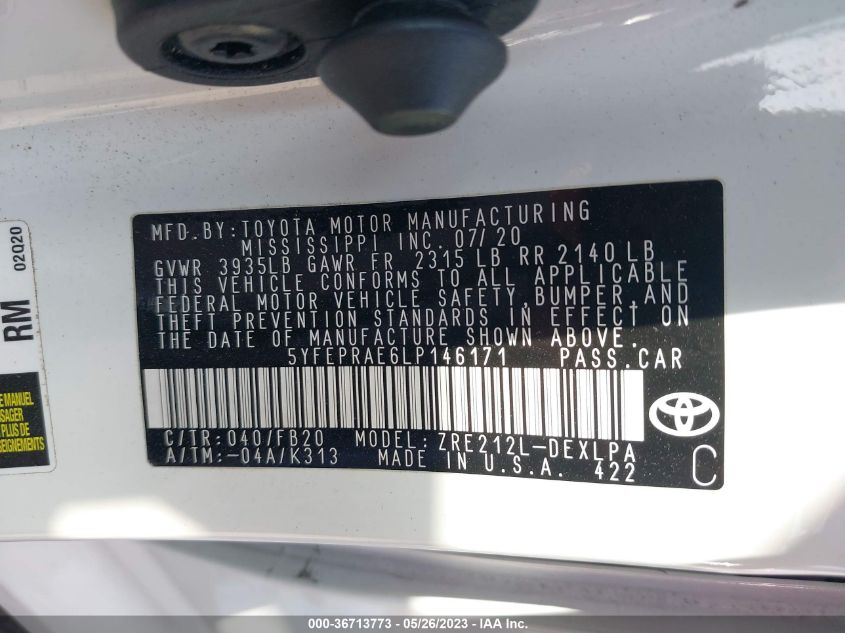 MFD. BY: TOYOTA MOTOR MANUFACTURING
MISSISSIPPI INC. 07/20
GVWR 3935LB GAWR FR 2315 LB RR 2140 LB
THIS VEHICLE CONFORMS TO ALL APPLICABLE
FEDERAL MOTOR VEHICLE SAFETY, BUMPER, AND
THEFT PREVENTION STANDARDS IN EFFECT ON
THE DATE OF MANUFACTURE SHOWN ABOVE.
5YFEPRAE6LP146171 PASS.CAR
C/TR: 040/FB20 MODEL: ZRE212L-DEXLPA
A/TM: -04A/K313 MADE IN U.S.A. 422
C
RM 02Q20
E MANUEL
SAGER
PLUS DE
SEIGNEMENTS
000-36713773 - 05/26/2023 - IAA Inc.